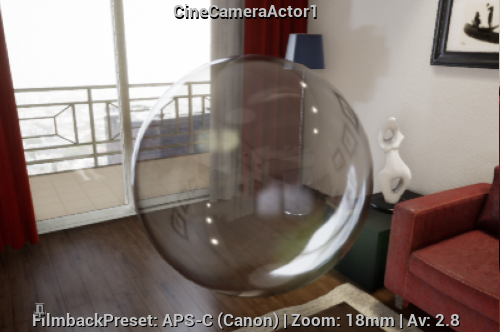 CineCameraActor1
FilmbackPreset: APS-C (Canon) | Zoom: 18mm | Av: 2.8